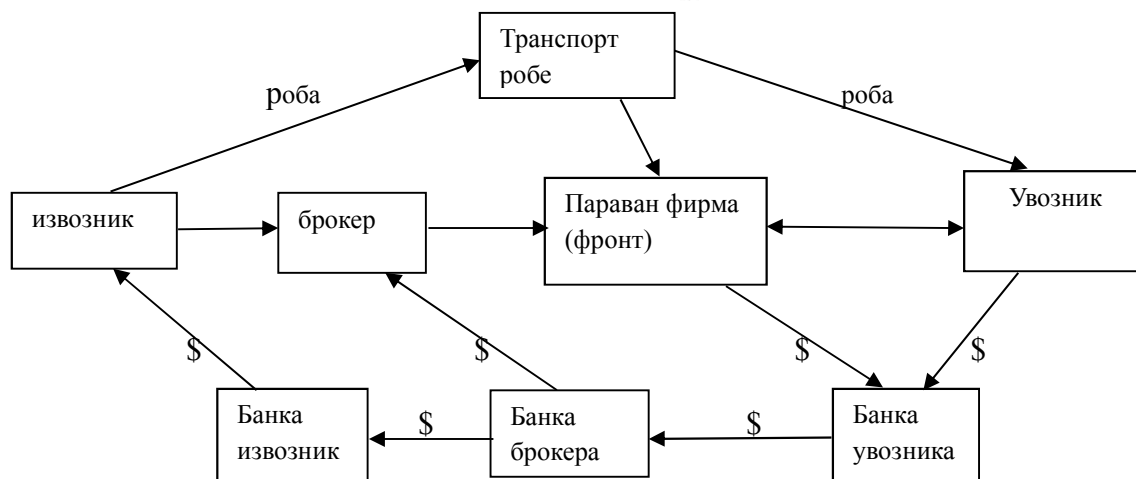 Транспорт
робе
роба
роба
извозник
брокер
Параван фирма
(фронт)
Увозник
$
$
$
$
Банка
извозник
$
Банка
брокера
$
Банка
увозника